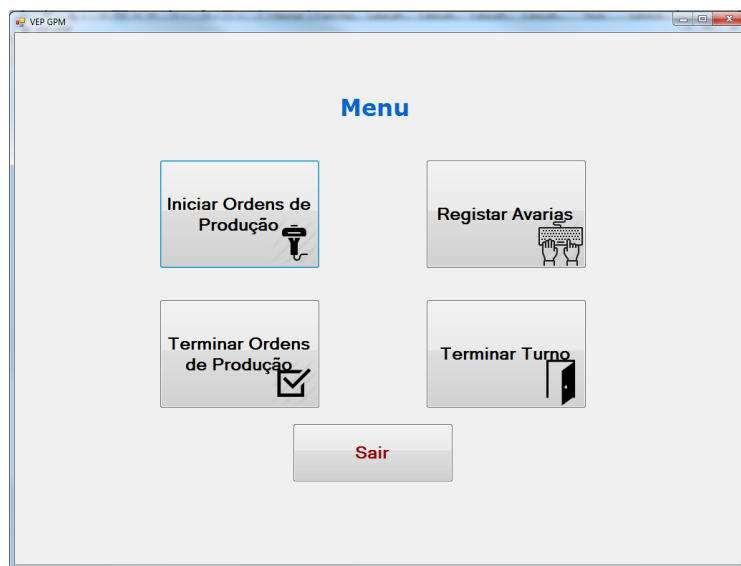 VEP GPM
Menu
Iniciar Ordens de
Produção
Registar Avarias
Terminar Ordens
de Produção
Terminar Turno
Sair